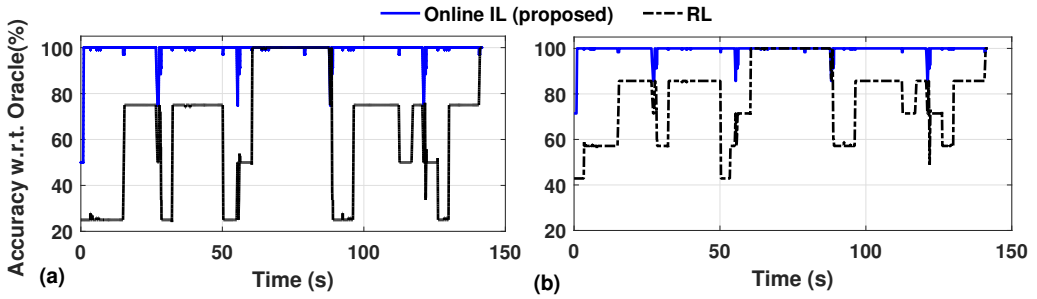 Online IL (proposed) RL
Accuracy w.r.t. Oracle(%)
100
80
60
40
20
0 50 100 150
(a) Time (s)
100
80
60
40
20
0 50 100 150
(b) Time (s)